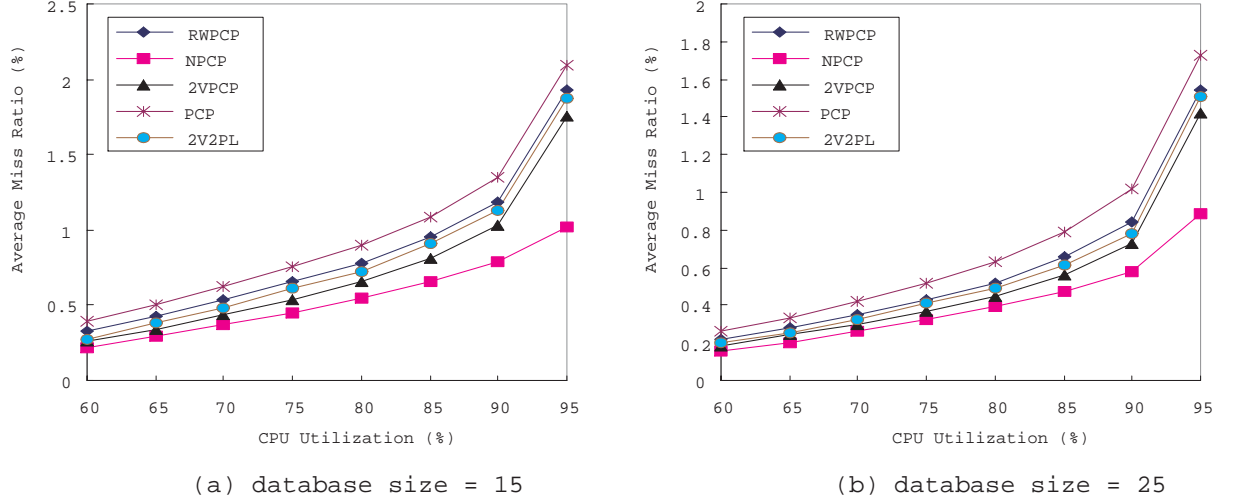 2.5
2
1.5
1
0.5
0
Average Miss Ratio (%)
RWPCP
NPCP
2VPCP
PCP
2V2PL
60 65 70 75 80 85 90 95
CPU Utilization (%)
(a) database size = 15
2
1.8
1.6
1.4
1.2
1
0.8
0.6
0.4
0.2
0
Average Miss Ratio (%)
RWPCP
NPCP
2VPCP
PCP
2V2PL
60 65 70 75 80 85 90 95
CPU Utilization (%)
(b) database size = 25